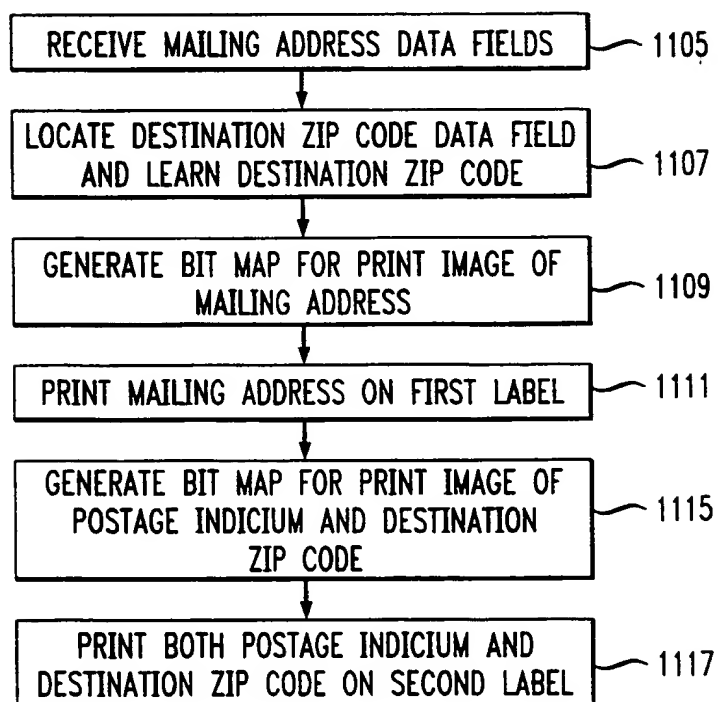 RECEIVE MAILING ADDRESS DATA FIELDS 1105
LOCATE DESTINATION ZIP CODE DATA FIELD
AND LEARN DESTINATION ZIP CODE 1107
GENERATE BIT MAP FOR PRINT IMAGE OF
MAILING ADDRESS 1109
PRINT MAILING ADDRESS ON FIRST LABEL 1111
GENERATE BIT MAP FOR PRINT IMAGE OF
POSTAGE INDICIUM AND DESTINATION 1115
ZIP CODE
PRINT BOTH POSTAGE INDICIUM AND
DESTINATION ZIP CODE ON SECOND LABEL 1117